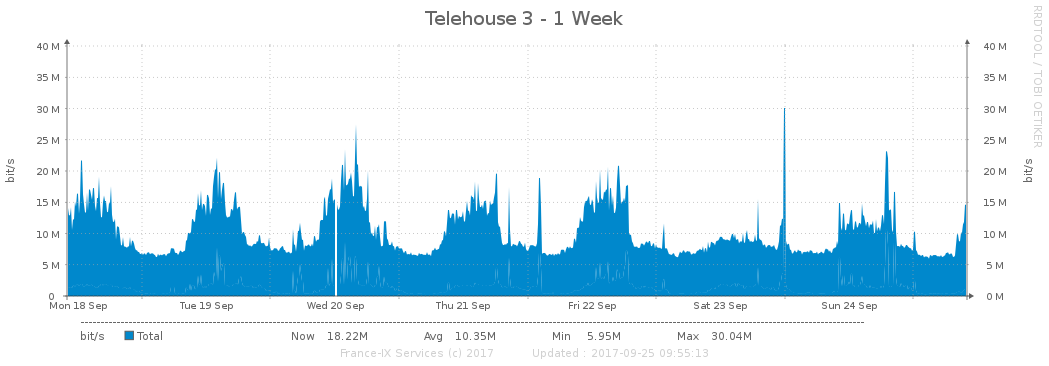 Telehouse 3 - 1 Week
RRDTOOL / TOBI OETIKER
40 M 40 M
35 M 35 M
30 M 30 M
25 M 25 M
20 M 20 M
15 M 15 M
10 M 10 M
5 M 5 M
0 0 M
bit/s bit/s
Mon 18 Sep Tue 19 Sep Wed 20 Sep Thu 21 Sep Fri 22 Sep Sat 23 Sep Sun 24 Sep
bit/s Total Now 18.22M Avg 10.35M Min 5.95M Max 30.04M
France-IX Services (c) 2017 Updated : 2017-09-25 09:55:13